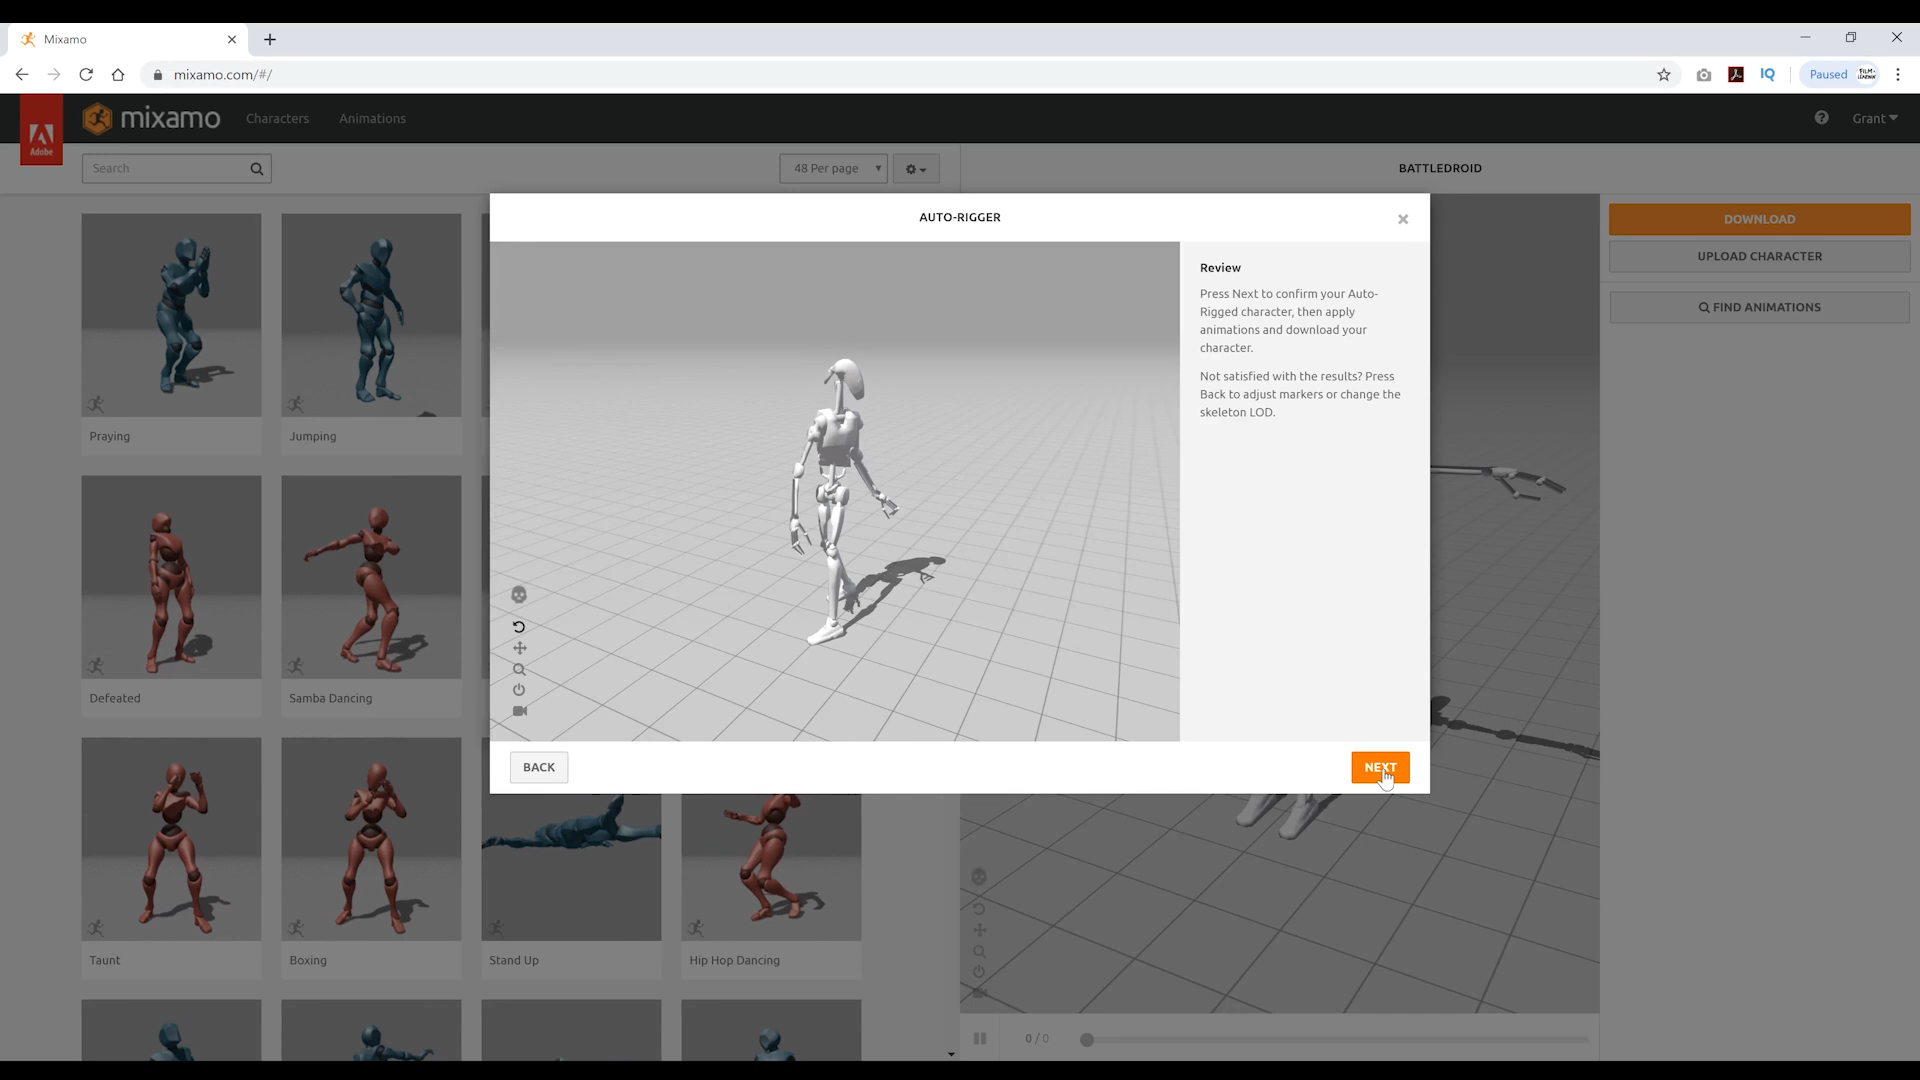 Mixamo
mixamo.com/#/
IQ
Paused
Adobe
mixamo
Characters
Animations
Grant
Search
48 Per page
BATTLEDROID
AUTO-RIGGER
DOWNLOAD
UPLOAD CHARACTER
FIND ANIMATIONS
Review
Press Next to confirm your Auto-
Rigged character, then apply
animations and download your
character.
Not satisfied with the results? Press
Back to adjust markers or change the
skeleton LOD.
Praying
Jumping
Defeated
Samba Dancing
BACK
NEXT
Taunt
Boxing
Stand Up
Hip Hop Dancing
0 / 0